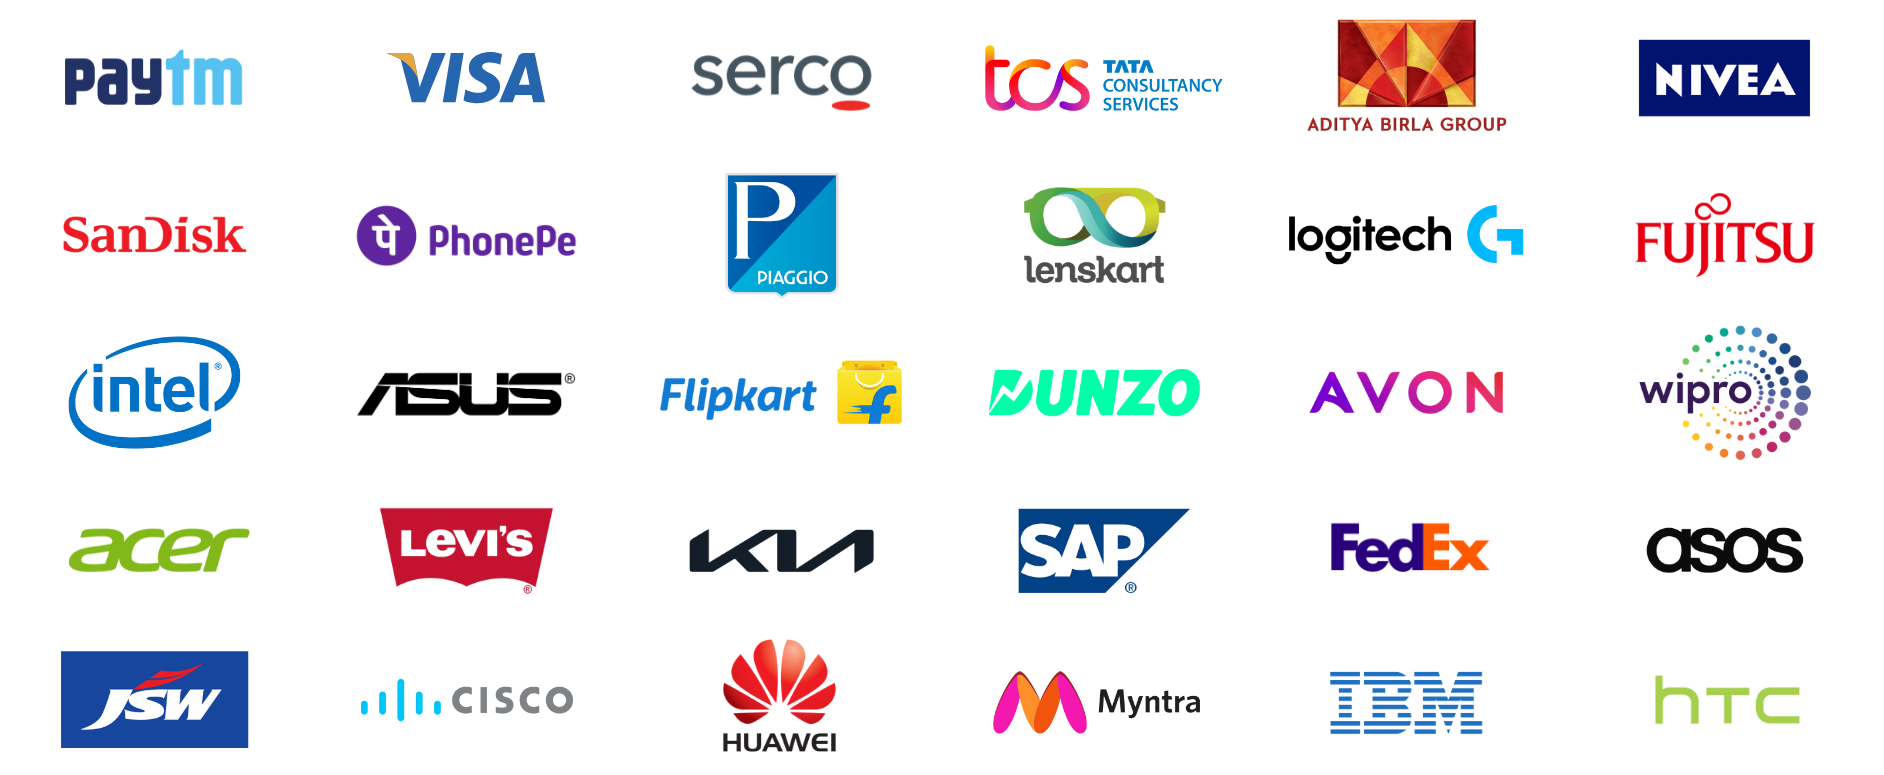 paytm
VISA
serco
tcs TATA
CONSULTANCY
SERVICES
ADITYA BIRLA GROUP
NIVEA
SanDisk
पे PhonePe
P
PIAGGIO
lenskart
logitech G
FUJITSU
intel®
ASUS®
Flipkart f
DUNZO
AVON
wipro
acer
LEVI'S
®
KIA
SAP
®
FedEx
asos
JSW
CISCO
HUAWEI
Myntra
IBM
hTC